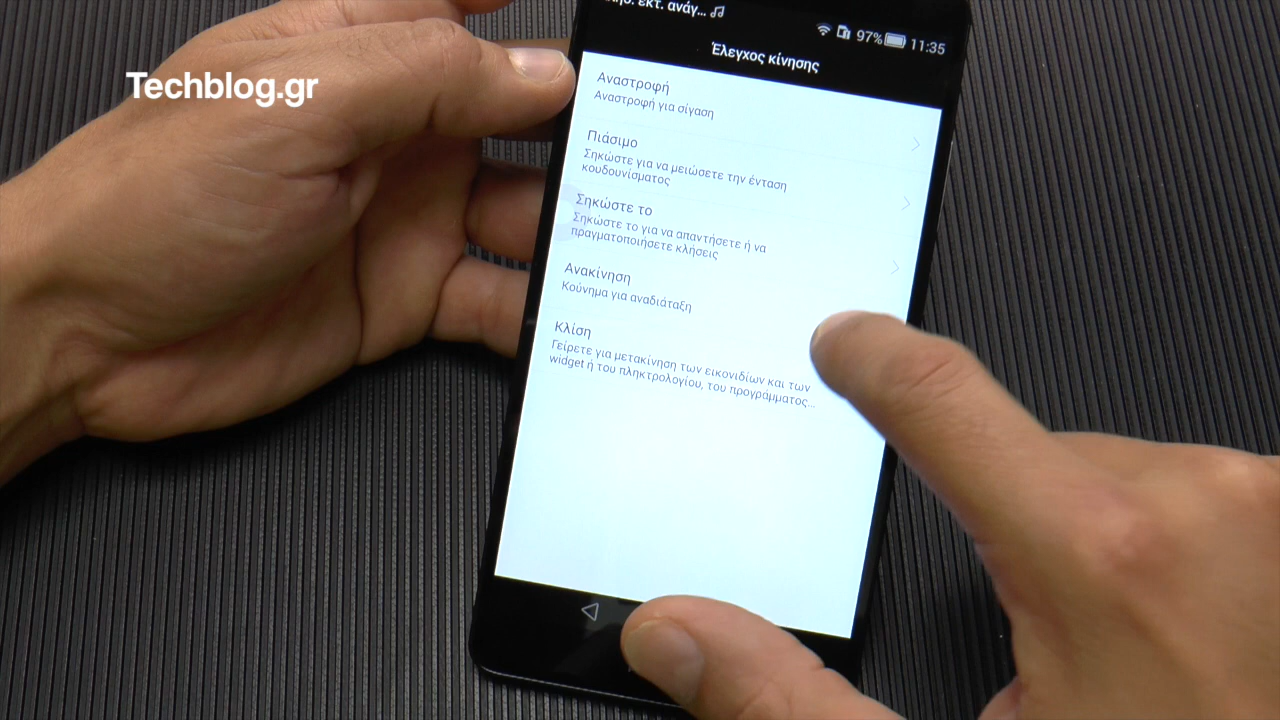 εκτ. ανάγ...
97% 11:35
Έλεγχος κίνησης
Techblog.gr
Αναστροφή
Αναστροφή για σίγαση
Πιάσιμο
Σηκώστε για να μειώσετε την ένταση
κουδουνίσματος
Σηκώστε το
Σηκώστε το για να απαντήσετε ή να
πραγματοποιήσετε κλήσεις
Ανακίνηση
Κούνημα για αναδιάταξη
Κλίση
Γείρετε για μετακίνηση των εικονιδίων και των
widget ή του πληκτρολογίου, του προγράμματος...